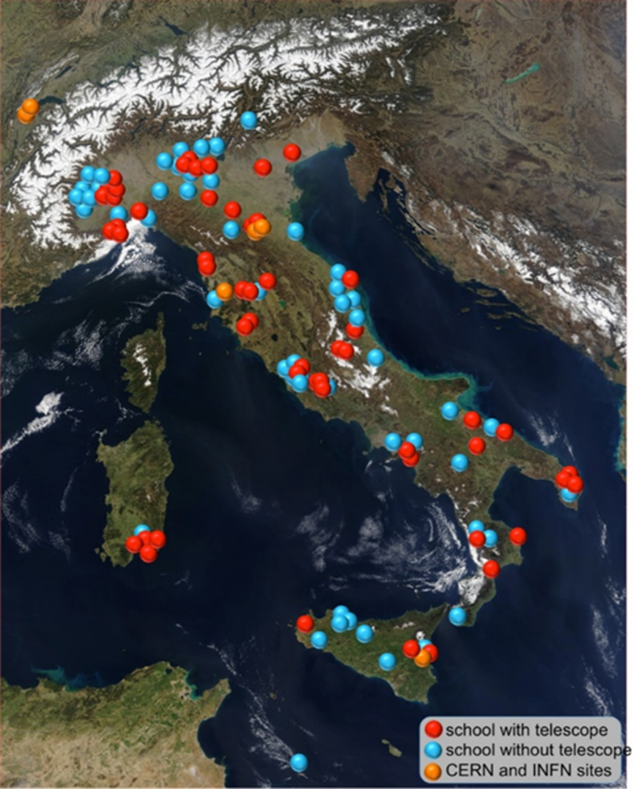 school with telescope
school without telescope
CERN and INFN sites